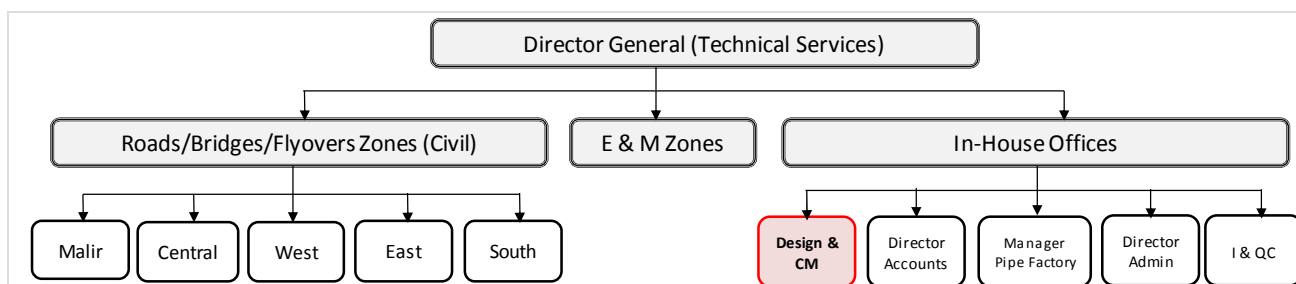 Director General (Technical Services)
Roads/Bridges/Flyovers Zones (Civil)
E & M Zones
In-House Offices
Malir
Central
West
East
South
Design &
CM
Director
Accounts
Manager
Pipe Factory
Director
Admin
I & QC